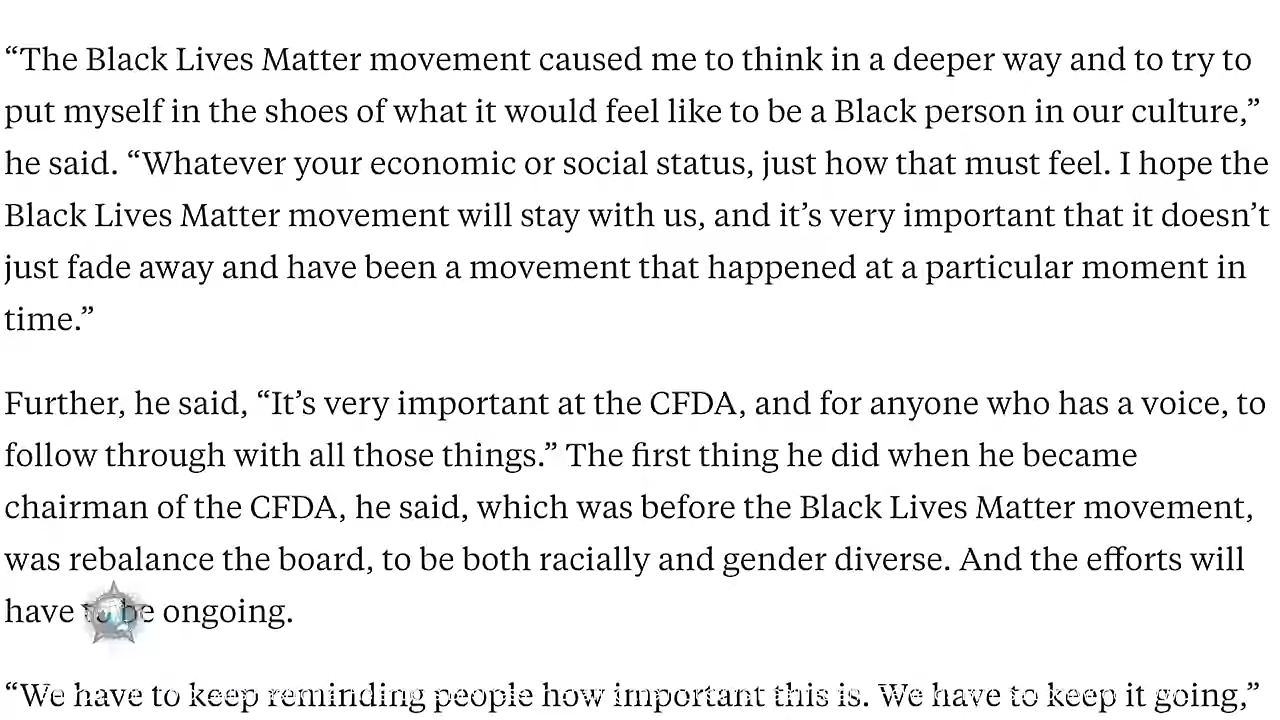 “The Black Lives Matter movement caused me to think in a deeper way and to try to
put myself in the shoes of what it would feel like to be a Black person in our culture,”
he said. “Whatever your economic or social status, just how that must feel. I hope the
Black Lives Matter movement will stay with us, and it’s very important that it doesn’t
just fade away and have been a movement that happened at a particular moment in
time.”
Further, he said, “It’s very important at the CFDA, and for anyone who has a voice, to
follow through with all those things.” The first thing he did when he became
chairman of the CFDA, he said, which was before the Black Lives Matter movement,
was rebalance the board, to be both racially and gender diverse. And the efforts will
have to be ongoing.
“We have to keep reminding people how important this is. We have to keep it going,”